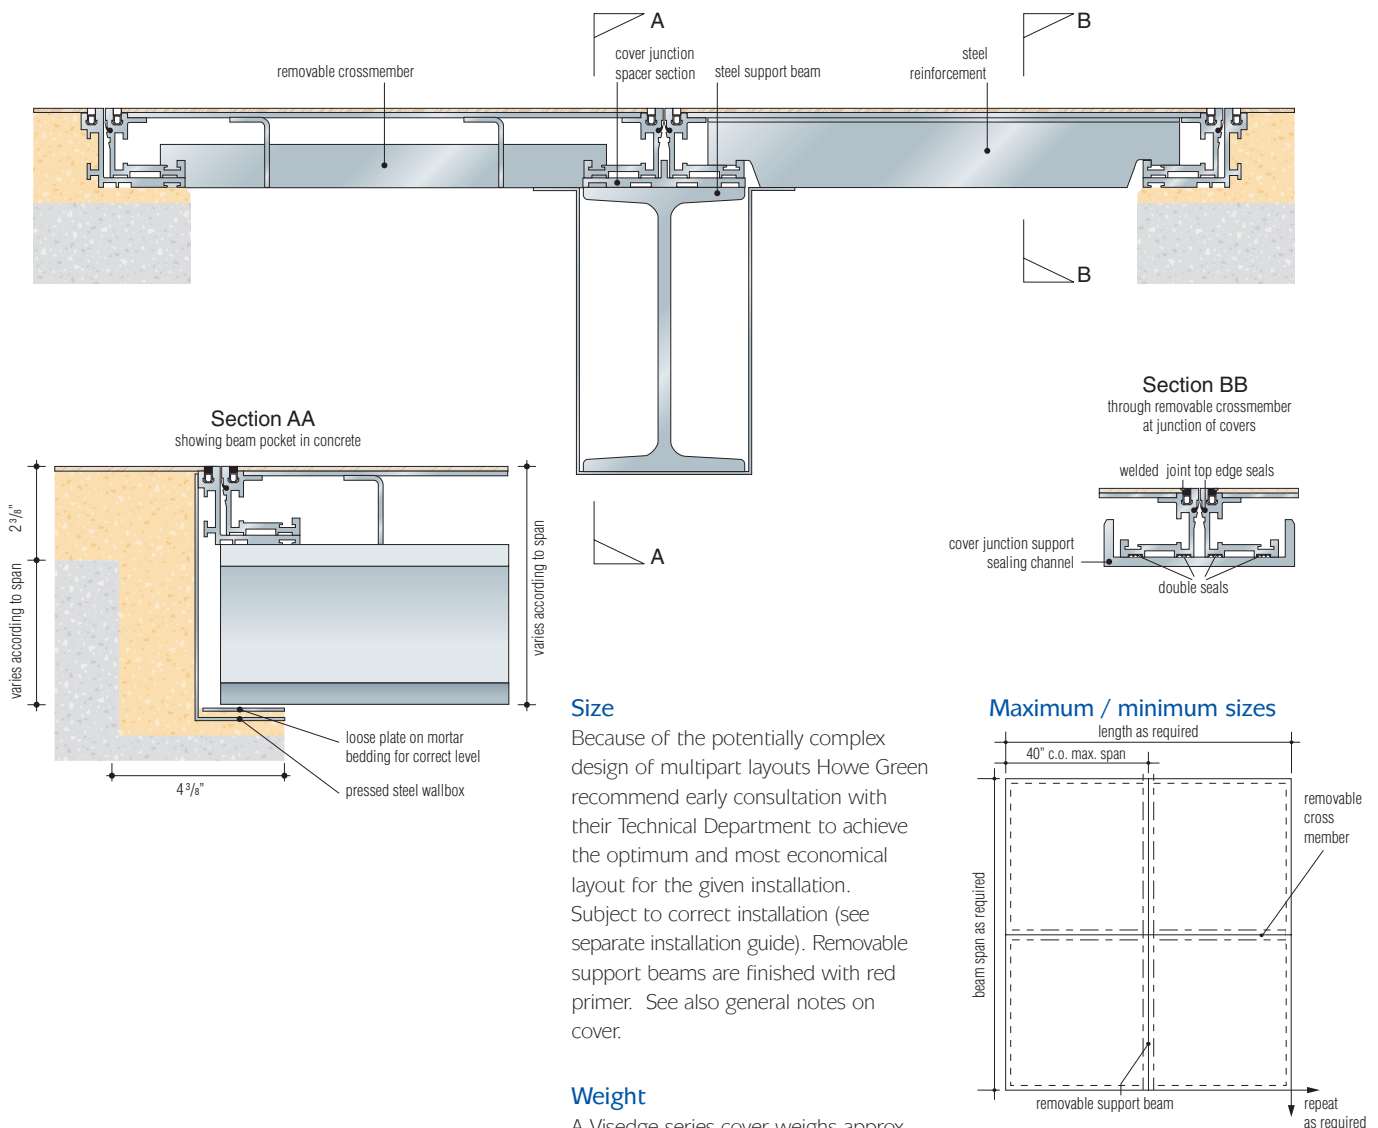 A
B
cover junction
spacer section
steel support beam
steel
reinforcement
removable crossmember
B
A
Section AA
showing beam pocket in concrete
2 3/8"
varies according to span
varies according to span
loose plate on mortar
bedding for correct level
pressed steel wallbox
4 3/8"
Section BB
through removable crossmember
at junction of covers
welded joint top edge seals
cover junction support
sealing channel
double seals
Size
Because of the potentially complex
design of multipart layouts Howe Green
recommend early consultation with
their Technical Department to achieve
the optimum and most economical
layout for the given installation.
Subject to correct installation (see
separate installation guide). Removable
support beams are finished with red
primer. See also general notes on
cover.
Weight
A Visedge series cover weighs approx
Maximum / minimum sizes
length as required
40" c.o. max. span
removable
cross
member
beam span as required
removable support beam
repeat
as required